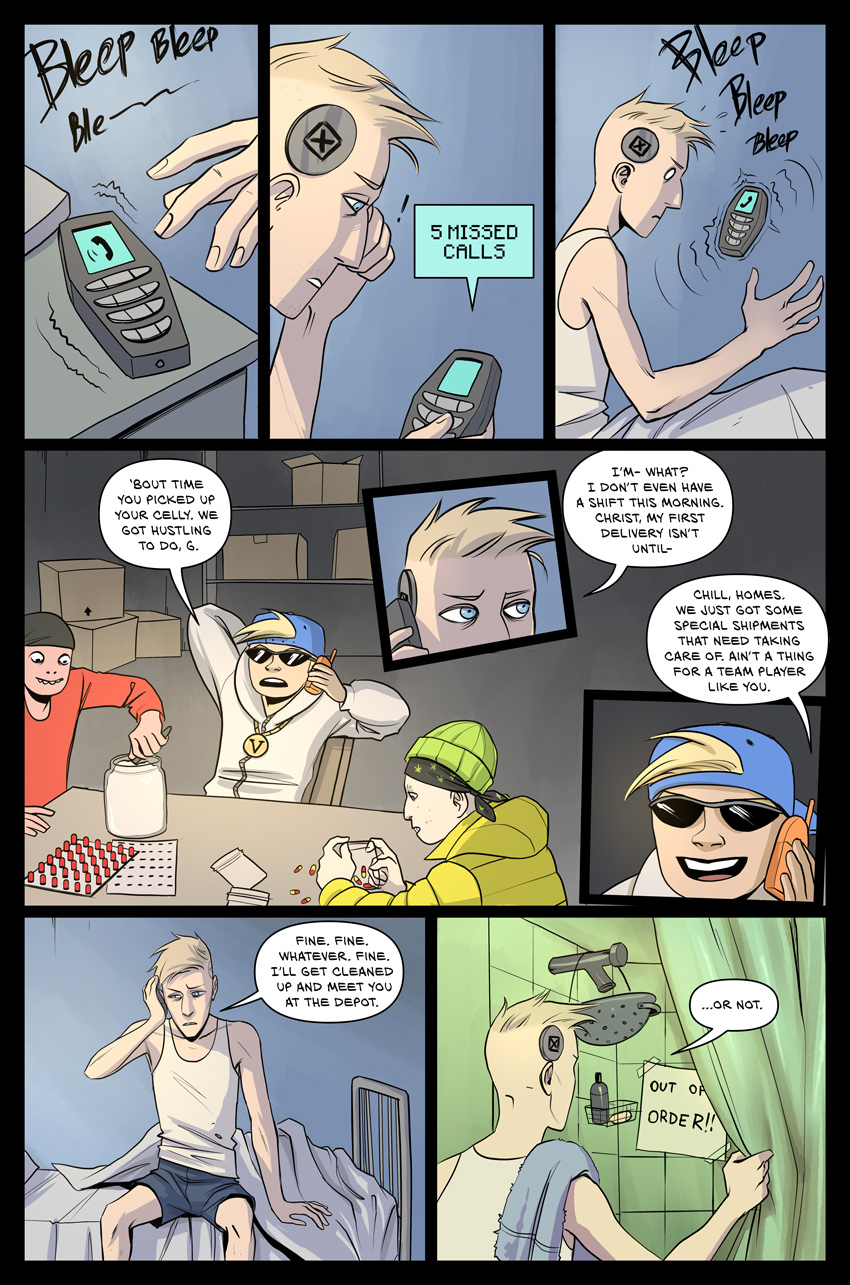 Bleep Bleep
Ble
!
5 MISSED
CALLS
Bleep
Bleep
Bleep
'BOUT TIME
YOU PICKED UP
YOUR CELLY. WE
GOT HUSTLING
TO DO, G.
I'M- WHAT?
I DON'T EVEN HAVE
A SHIFT THIS MORNING.
CHRIST, MY FIRST
DELIVERY ISN'T
UNTIL-
CHILL, HOMES.
WE JUST GOT SOME
SPECIAL SHIPMENTS
THAT NEED TAKING
CARE OF. AIN'T A THING
FOR A TEAM PLAYER
LIKE YOU.
V
FINE. FINE.
WHATEVER. FINE.
I'LL GET CLEANED
UP AND MEET YOU
AT THE DEPOT.
...OR NOT.
OUT OF
ORDER!!